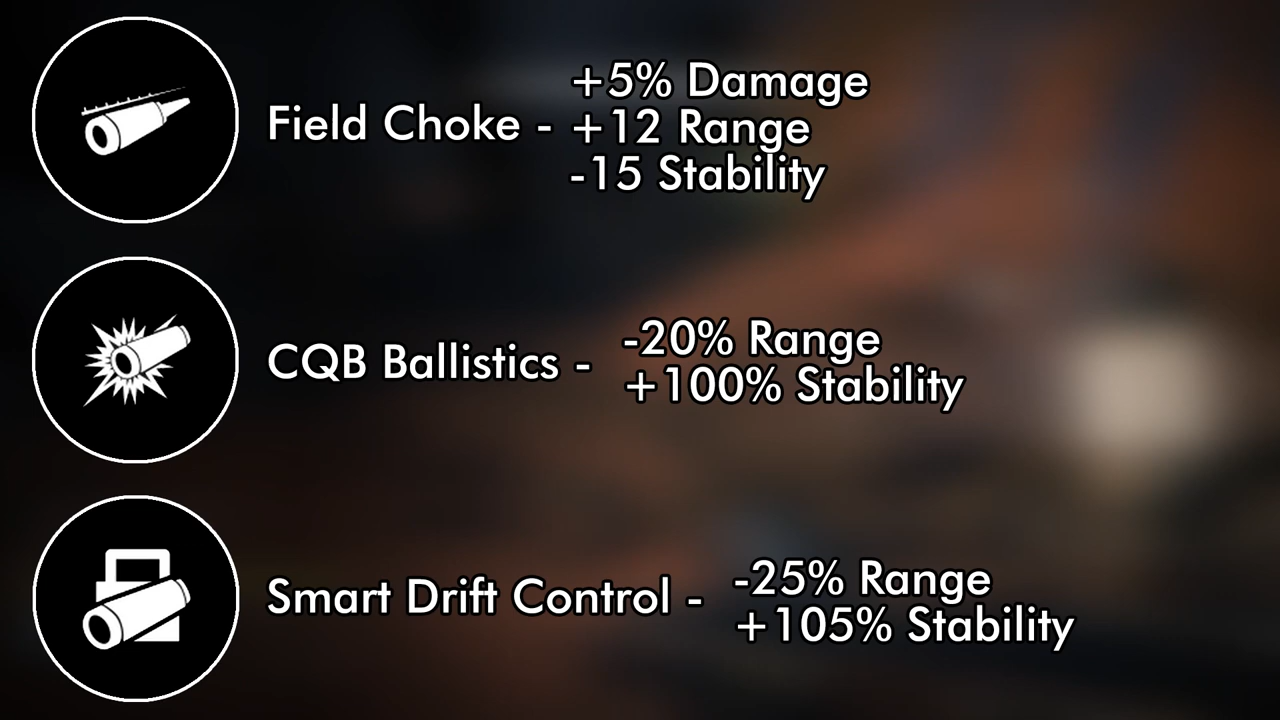 +5% Damage
Field Choke - +12 Range
-15 Stability
-20% Range
CQB Ballistics -
+100% Stability
-25% Range
Smart Drift Control -
+105% Stability